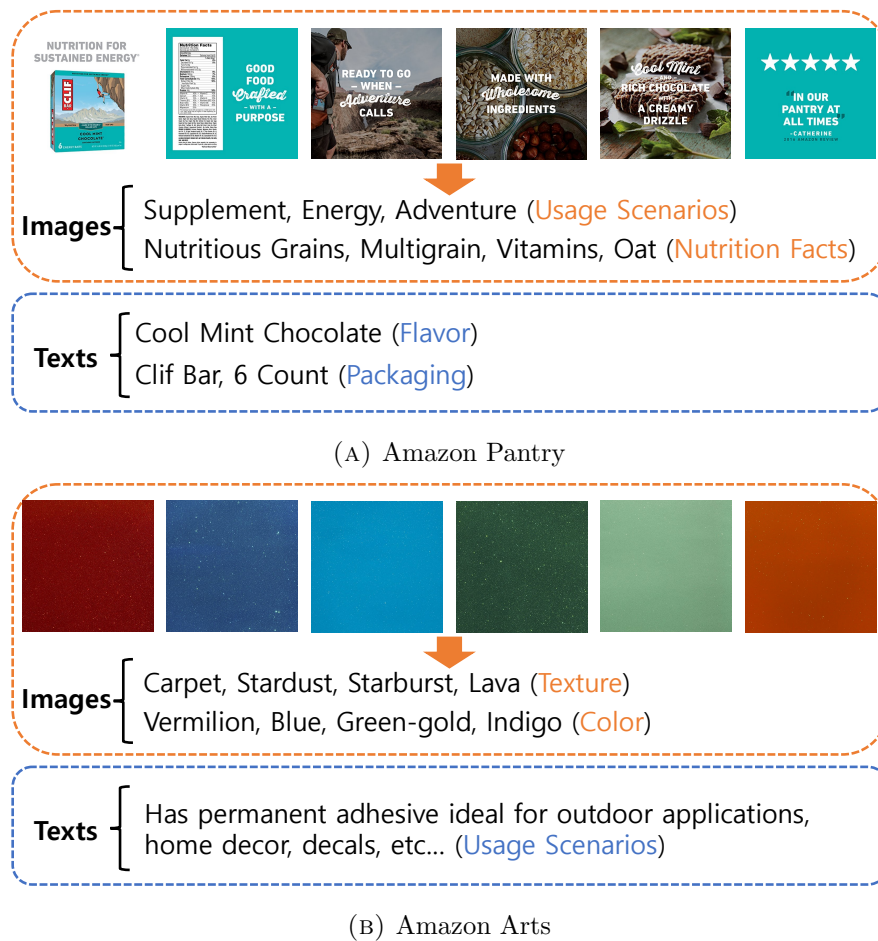 NUTRITION FOR
SUSTAINED ENERGY
CLIF
BAR
COOL MINT
CHOCOLATE
6
Nutrition Facts
GOOD
FOOD
Crafted
– WITH A –
PURPOSE
READY TO GO
– WHEN –
Adventure
CALLS
MADE WITH
Wholesome
INGREDIENTS
Cool Mint
– AND –
RICH CHOCOLATE
– WITH –
A CREAMY
DRIZZLE
"IN OUR
PANTRY AT
ALL TIMES"
-CATHERINE
Images
Supplement, Energy, Adventure (Usage Scenarios)
Nutritious Grains, Multigrain, Vitamins, Oat (Nutrition Facts)
Texts
Cool Mint Chocolate (Flavor)
Clif Bar, 6 Count (Packaging)
(A) Amazon Pantry
Images
Carpet, Stardust, Starburst, Lava (Texture)
Vermilion, Blue, Green-gold, Indigo (Color)
Texts
Has permanent adhesive ideal for outdoor applications,
home decor, decals, etc... (Usage Scenarios)
(B) Amazon Arts